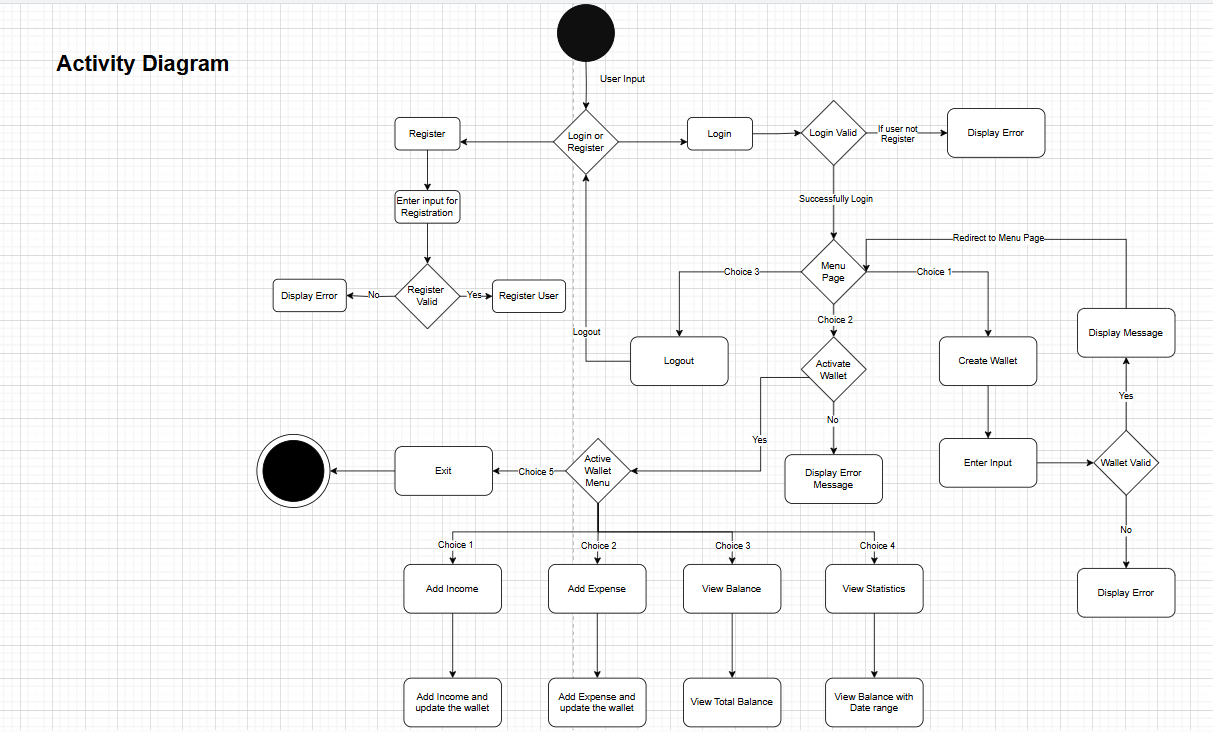 Activity Diagram
User Input
Login or
Register
Register
Login
Login Valid
If user not
Register
Display Error
Enter input for
Registration
Successfully Login
Register
Valid
No
Display Error
Yes
Register User
Menu
Page
Redirect to Menu Page
Choice 3
Choice 1
Choice 2
Logout
Logout
Activate
Wallet
Create Wallet
Display Message
Yes
No
Yes
Display Error
Message
Enter Input
Wallet Valid
No
Display Error
Active
Wallet
Menu
Choice 5
Exit
Choice 1
Choice 2
Choice 3
Choice 4
Add Income
Add Expense
View Balance
View Statistics
Add Income and
update the wallet
Add Expense and
update the wallet
View Total Balance
View Balance with
Date range